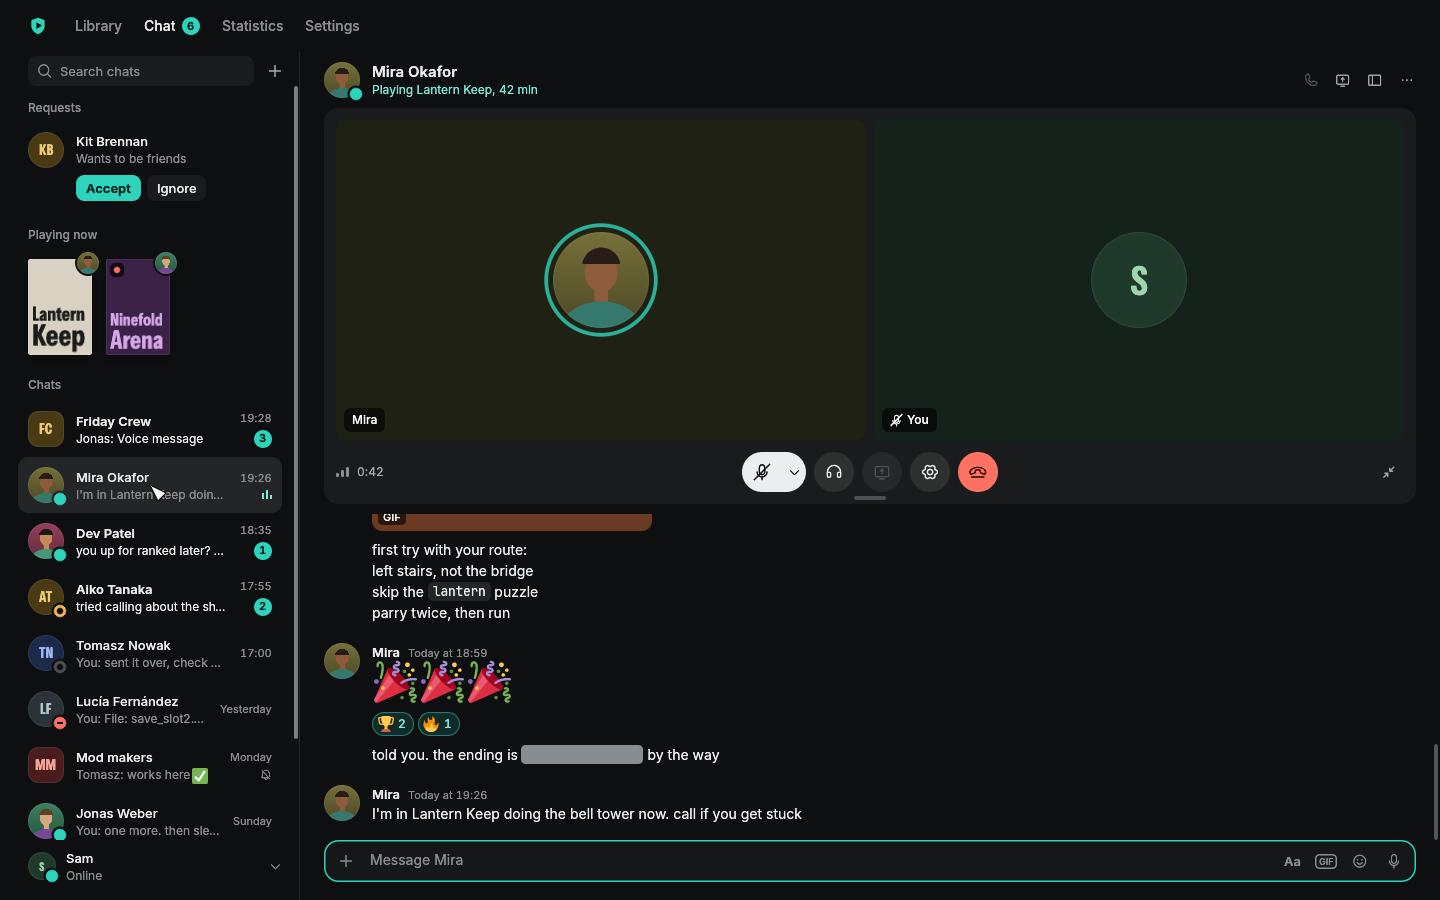 Library Chat 6 Statistics Settings
Search chats
Requests
KB
Kit Brennan
Wants to be friends
Accept Ignore
Playing now
Lantern
Keep
Ninefold
Arena
Chats
FC
Friday Crew 19:28
Jonas: Voice message 3
Mira Okafor 19:26
I'm in Lantern Keep doin...
Dev Patel 18:35
you up for ranked later? ... 1
AT
Aiko Tanaka 17:55
tried calling about the sh... 2
TN
Tomasz Nowak 17:00
You: sent it over, check ...
LF
Lucía Fernández Yesterday
You: File: save_slot2....
MM
Mod makers Monday
Tomasz: works here
Jonas Weber Sunday
You: one more. then sle...
S
Sam
Online
Mira Okafor
Playing Lantern Keep, 42 min
S
Mira
You
0:42
GIF
first try with your route:
left stairs, not the bridge
skip the lantern puzzle
parry twice, then run
Mira Today at 18:59
2 1
told you. the ending is by the way
Mira Today at 19:26
I'm in Lantern Keep doing the bell tower now. call if you get stuck
Message Mira Aa GIF